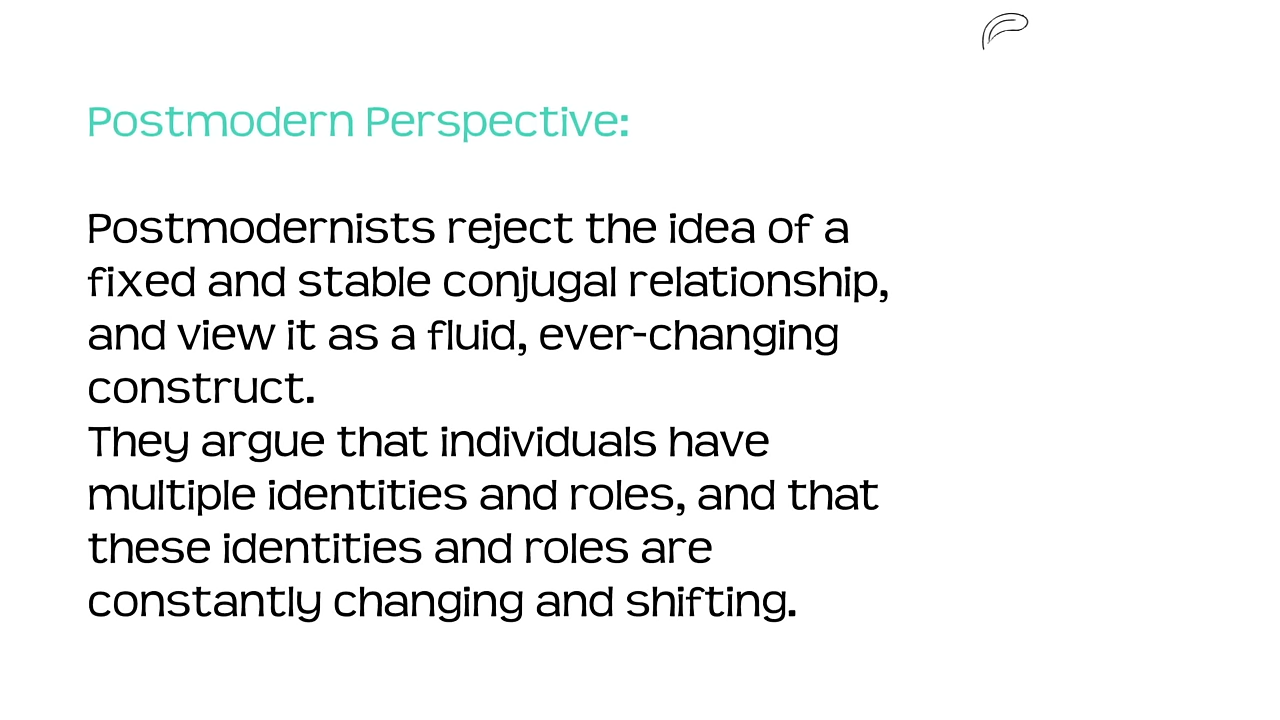 Postmodern Perspective:
Postmodernists reject the idea of a
fixed and stable conjugal relationship,
and view it as a fluid, ever-changing
construct.
They argue that individuals have
multiple identities and roles, and that
these identities and roles are
constantly changing and shifting.